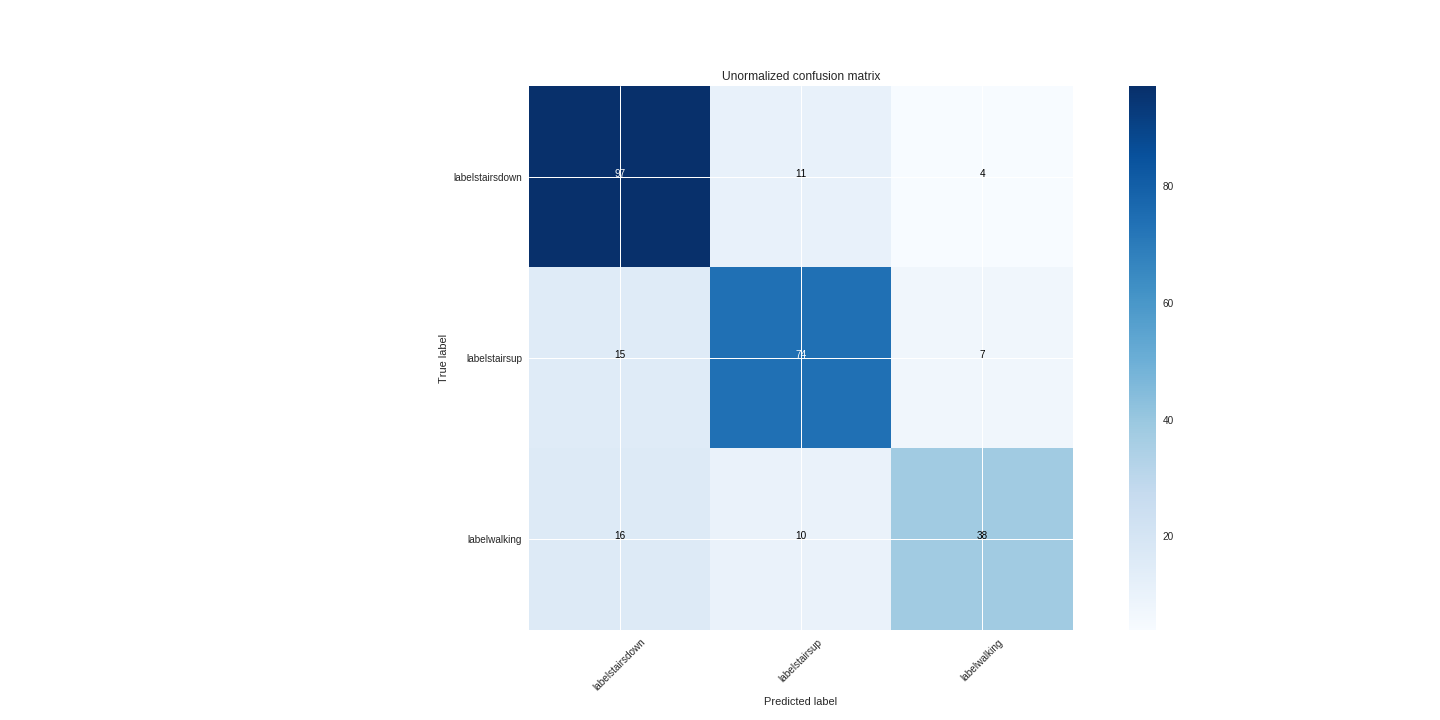 Unormalized confusion matrix
labelstairsdown 97 11 4
80
60
True label
labelstairsup 15 74 7
40
labelwalking 16 10 38
20
labelstairsdown labelstairsup labelwalking
Predicted label